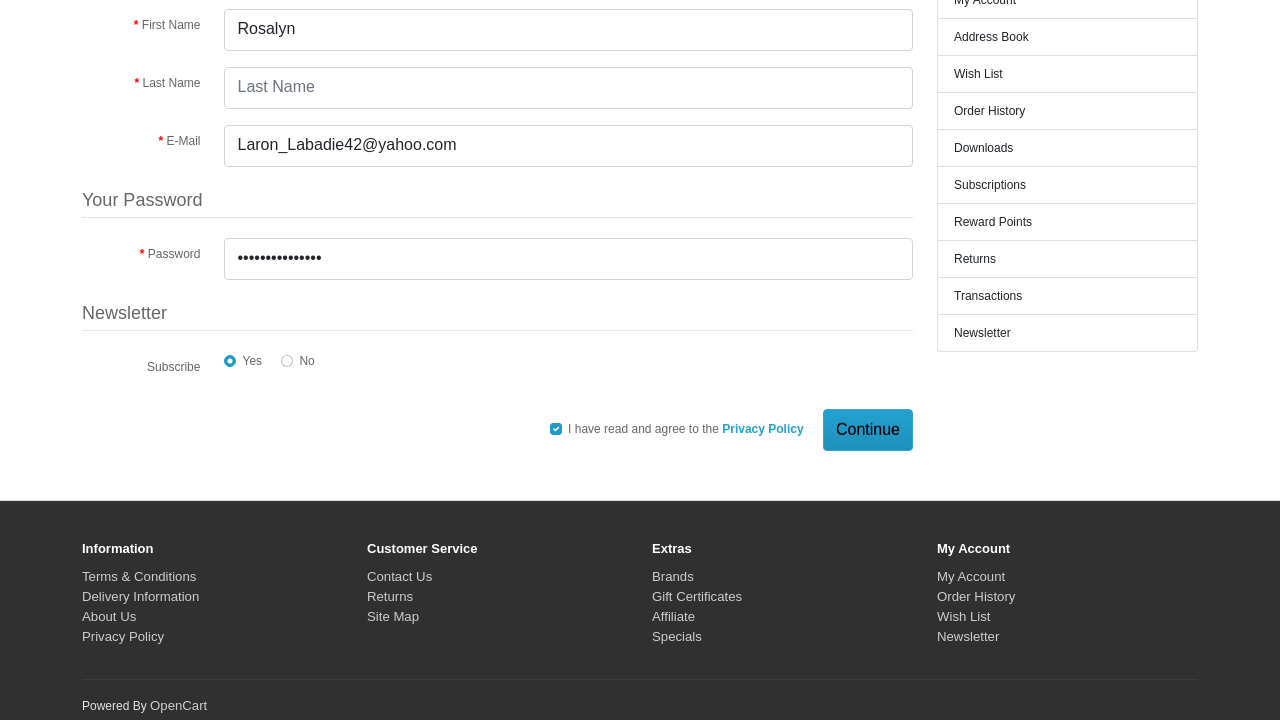 * First Name
Rosalyn
* Last Name
Last Name
* E-Mail
Laron_Labadie42@yahoo.com
Your Password
* Password
•••••••••••••••
Newsletter
Subscribe
Yes
No
I have read and agree to the Privacy Policy
Continue
My Account
Address Book
Wish List
Order History
Downloads
Subscriptions
Reward Points
Returns
Transactions
Newsletter
Information
Terms & Conditions
Delivery Information
About Us
Privacy Policy
Customer Service
Contact Us
Returns
Site Map
Extras
Brands
Gift Certificates
Affiliate
Specials
My Account
My Account
Order History
Wish List
Newsletter
Powered By OpenCart